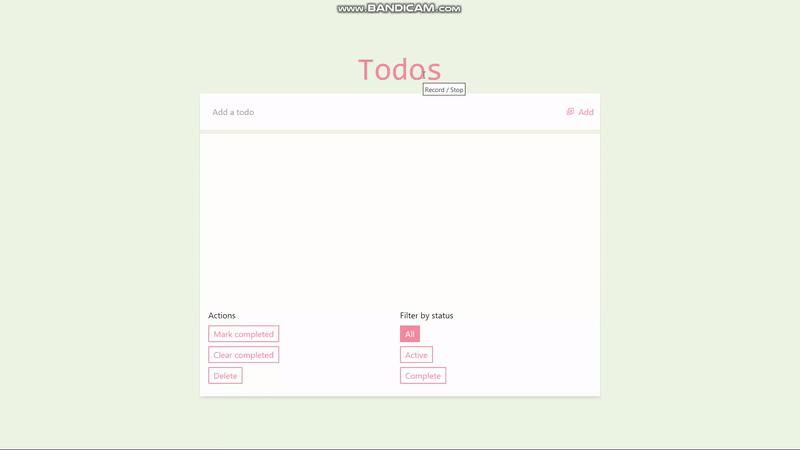 www.BANDICAM.com
Todos
Record / Stop
Add a todo
Add
Actions
Filter by status
Mark completed
All
Clear completed
Active
Delete
Complete